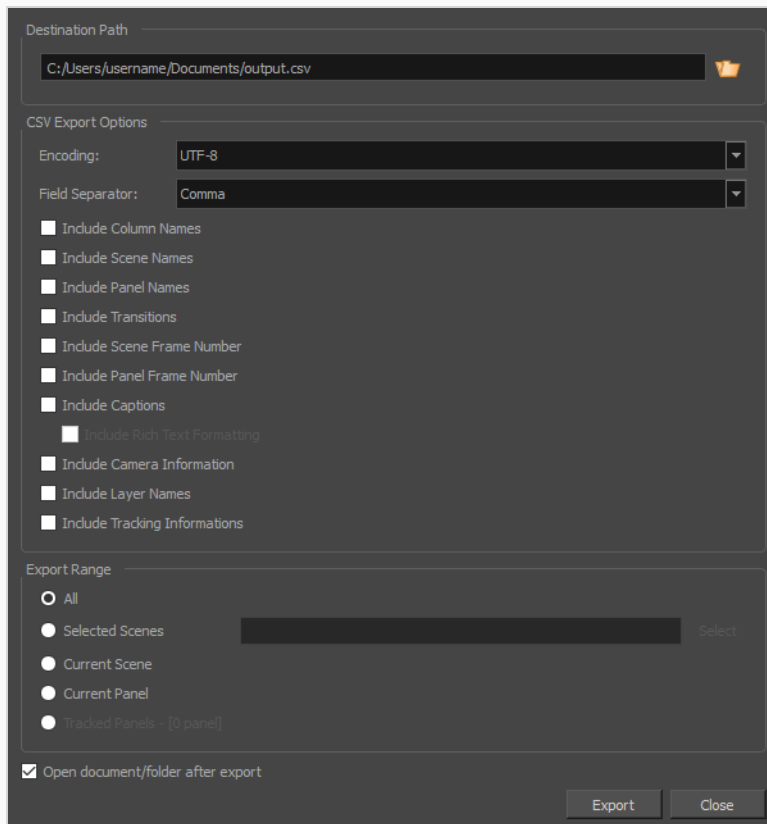 Destination Path
C:/Users/username/Documents/output.csv
CSV Export Options
Encoding: UTF-8
Field Separator: Comma
Include Column Names
Include Scene Names
Include Panel Names
Include Transitions
Include Scene Frame Number
Include Panel Frame Number
Include Captions
Include Rich Text Formatting
Include Camera Information
Include Layer Names
Include Tracking Informations
Export Range
All
Selected Scenes Select
Current Scene
Current Panel
Tracked Panels - [0 panel]
Open document/folder after export
Export Close